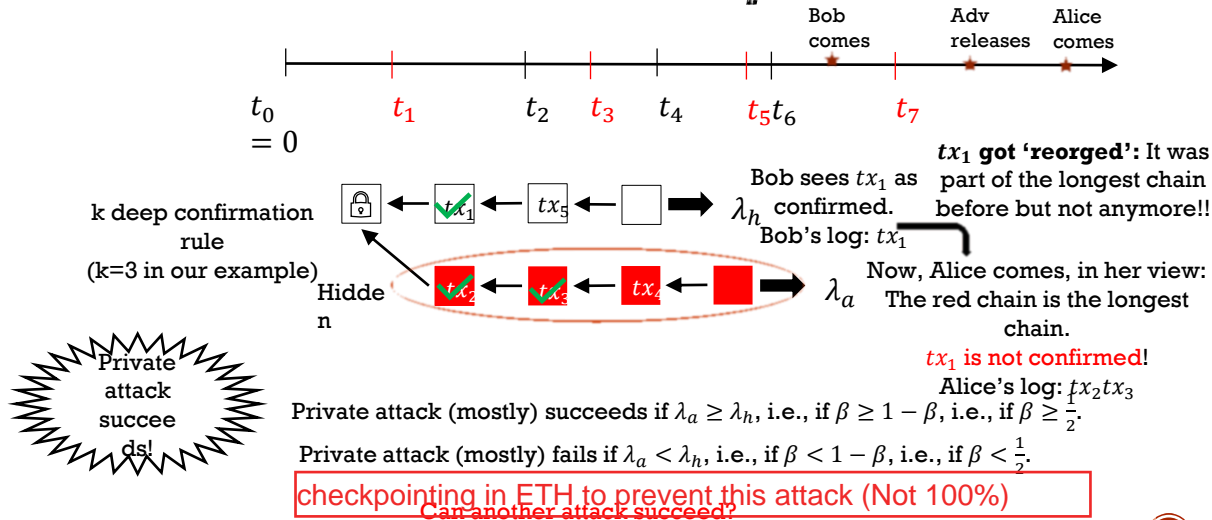 Bob
comes
Adv
releases
Alice
comes
t₀
= 0
t₁
t₂
t₃
t₄
t₅
t₆
t₇
k deep confirmation
rule
(k=3 in our example)
tx₁
tx₅
λₕ
Bob sees tx₁ as
confirmed.
Bob's log: tx₁
tx₁ got 'reorged': It was
part of the longest chain
before but not anymore!!
Hidde
n
tx₂
tx₃
tx₄
λₐ
Now, Alice comes, in her view:
The red chain is the longest
chain.
tx₁ is not confirmed!
Alice's log: tx₂tx₃
Private
attack
succee
ds!
Private attack (mostly) succeeds if λₐ ≥ λₕ, i.e., if β ≥ 1 − β, i.e., if β ≥ 1/2.
Private attack (mostly) fails if λₐ < λₕ, i.e., if β < 1 − β, i.e., if β < 1/2.
checkpointing in ETH to prevent this attack (Not 100%)
Can another attack succeed?